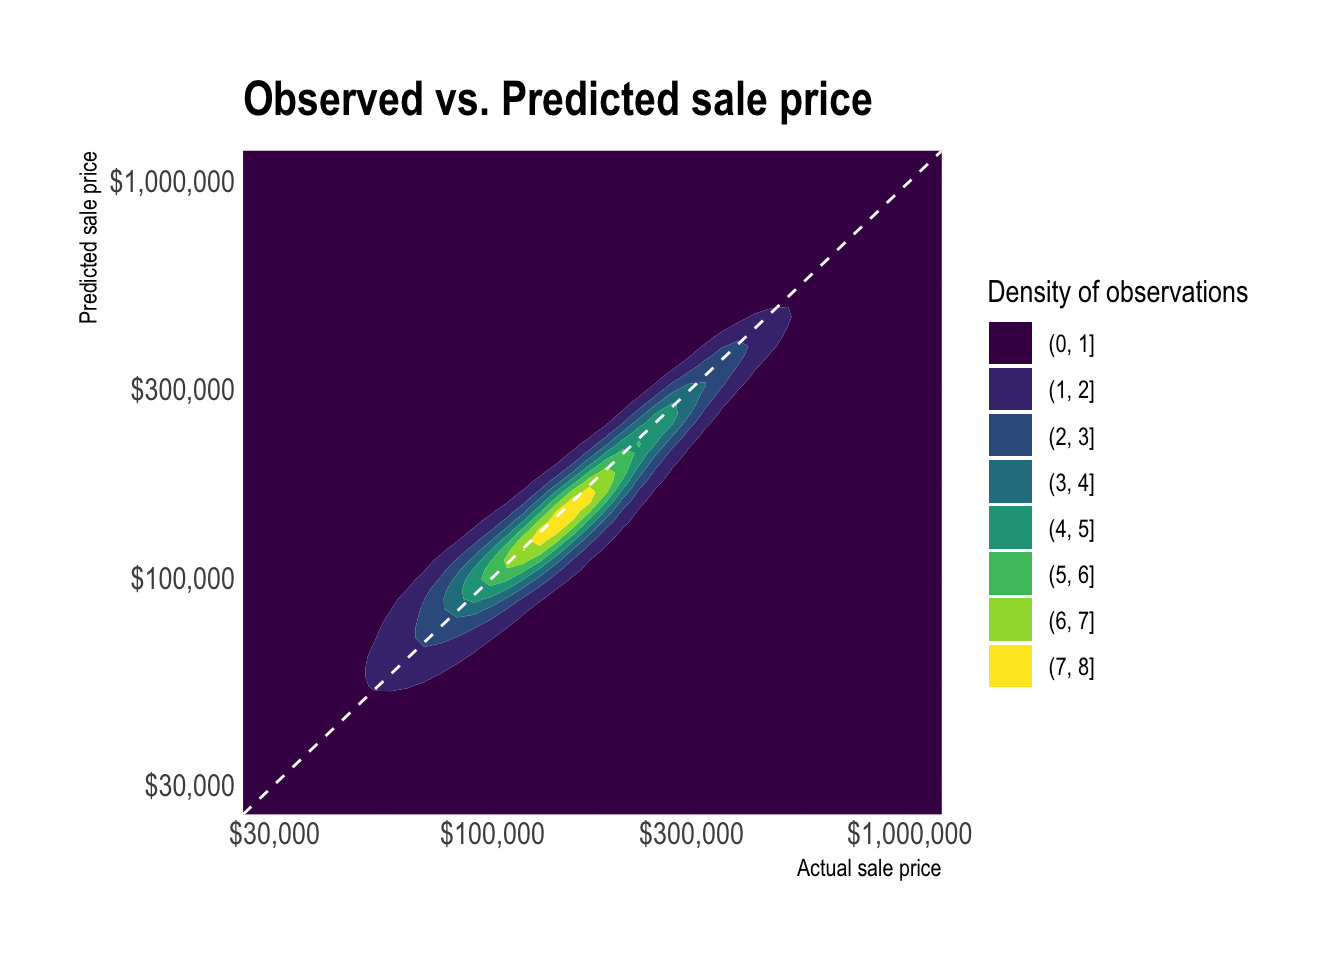 Observed vs. Predicted sale price
Predicted sale price
$1,000,000
$300,000
$100,000
$30,000
$30,000 $100,000 $300,000 $1,000,000
Actual sale price
Density of observations
(0, 1]
(1, 2]
(2, 3]
(3, 4]
(4, 5]
(5, 6]
(6, 7]
(7, 8]